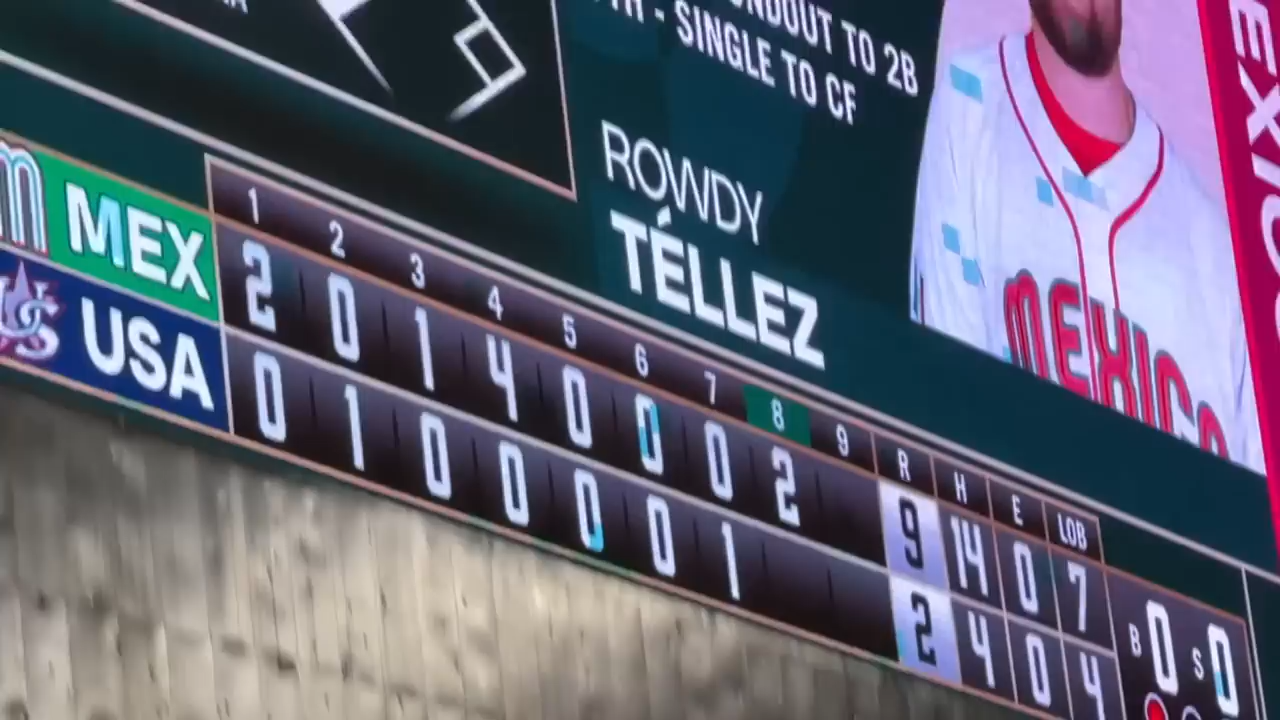 UNDOUT TO 2B
- SINGLE TO CF
ROWDY
TÉLLEZ
MEXICO
1 2 3 4 5 6 7 8 9 R H E LOB
MEX 2 0 1 4 0 0 0 2 9 14 0 7
USA 0 1 0 0 0 0 1 2 4 0 4
B 0 S 0